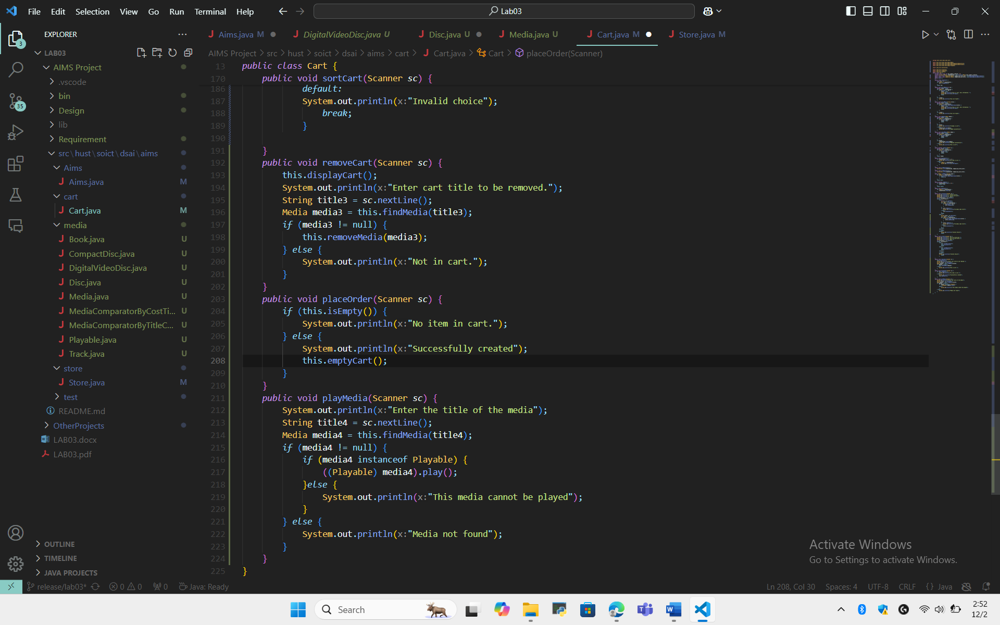 File Edit Selection View Go Run Terminal Help
Lab03
EXPLORER
Aims.java M
DigitalVideoDisc.java U
Disc.java U
Media.java U
Cart.java M
Store.java M
AIMS Project > src > hust > soict > dsai > aims > cart > Cart.java > Cart > placeOrder(Scanner)
LAB03
AIMS Project
.vscode
bin
Design
lib
Requirement
src\hust\soict\dsai\aims
Aims
Aims.java M
cart
Cart.java M
media
Book.java U
CompactDisc.java U
DigitalVideoDisc.java U
Disc.java U
Media.java U
MediaComparatorByCostTi... U
MediaComparatorByTitleC... U
Playable.java U
Track.java U
store
Store.java M
test
README.md
OtherProjects
LAB03.docx
LAB03.pdf
OUTLINE
TIMELINE
JAVA PROJECTS
3
35
13 public class Cart {
170 public void sortCart(Scanner sc) {
186 default:
187 System.out.println(x:"Invalid choice");
188 break;
189 }
190
191 }
192 public void removeCart(Scanner sc) {
193 this.displayCart();
194 System.out.println(x:"Enter cart title to be removed.");
195 String title3 = sc.nextLine();
196 Media media3 = this.findMedia(title3);
197 if (media3 != null) {
198 this.removeMedia(media3);
199 } else {
200 System.out.println(x:"Not in cart.");
201 }
202 }
203 public void placeOrder(Scanner sc) {
204 if (this.isEmpty()) {
205 System.out.println(x:"No item in cart.");
206 } else {
207 System.out.println(x:"Successfully created");
208 this.emptyCart();
209 }
210 }
211 public void playMedia(Scanner sc) {
212 System.out.println(x:"Enter the title of the media");
213 String title4 = sc.nextLine();
214 Media media4 = this.findMedia(title4);
215 if (media4 != null) {
216 if (media4 instanceof Playable) {
217 ((Playable) media4).play();
218 }else {
219 System.out.println(x:"This media cannot be played");
220 }
221 } else {
222 System.out.println(x:"Media not found");
223 }
224 }
225 }
Activate Windows
Go to Settings to activate Windows.
release/lab03* 0 0 0 Java: Ready
Ln 208, Col 30 Spaces: 4 UTF-8 CRLF {} Java
Search
2:52
12/2